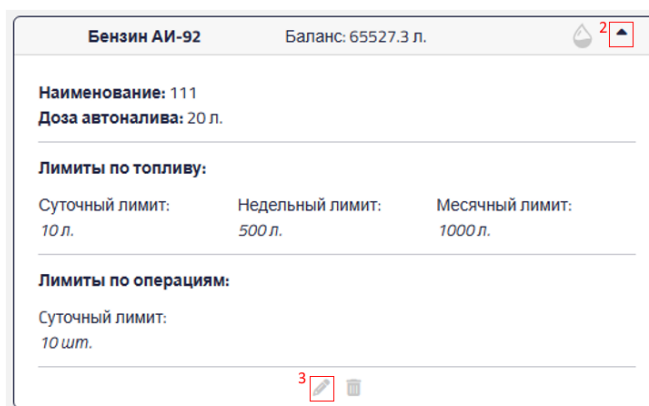 Бензин АИ-92 Баланс: 65527.3 л. 2
Наименование: 111
Доза автоналива: 20 л.
Лимиты по топливу:
Суточный лимит: Недельный лимит: Месячный лимит:
10 л. 500 л. 1000 л.
Лимиты по операциям:
Суточный лимит:
10 шт.
3